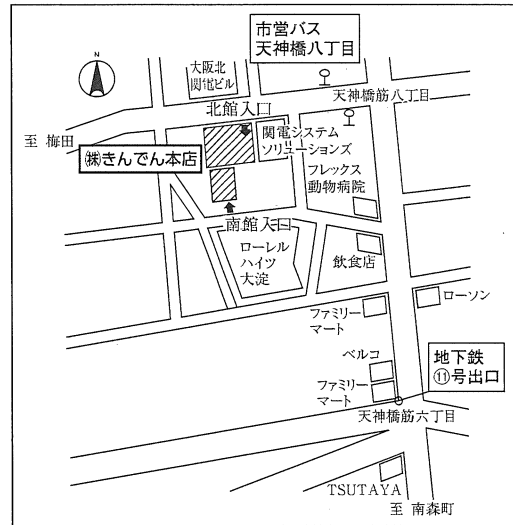 市営バス
天神橋八丁目
N
大阪北
関電ビル
天神橋筋八丁目
北館入口
至 梅田
関電システム
ソリューションズ
㈱きんでん本店
フレックス
動物病院
南館入口
ローレル
ハイツ
大淀
飲食店
ローソン
ファミリー
マート
ベルコ
地下鉄
⑪号出口
ファミリー
マート
天神橋筋六丁目
TSUTAYA
至 南森町